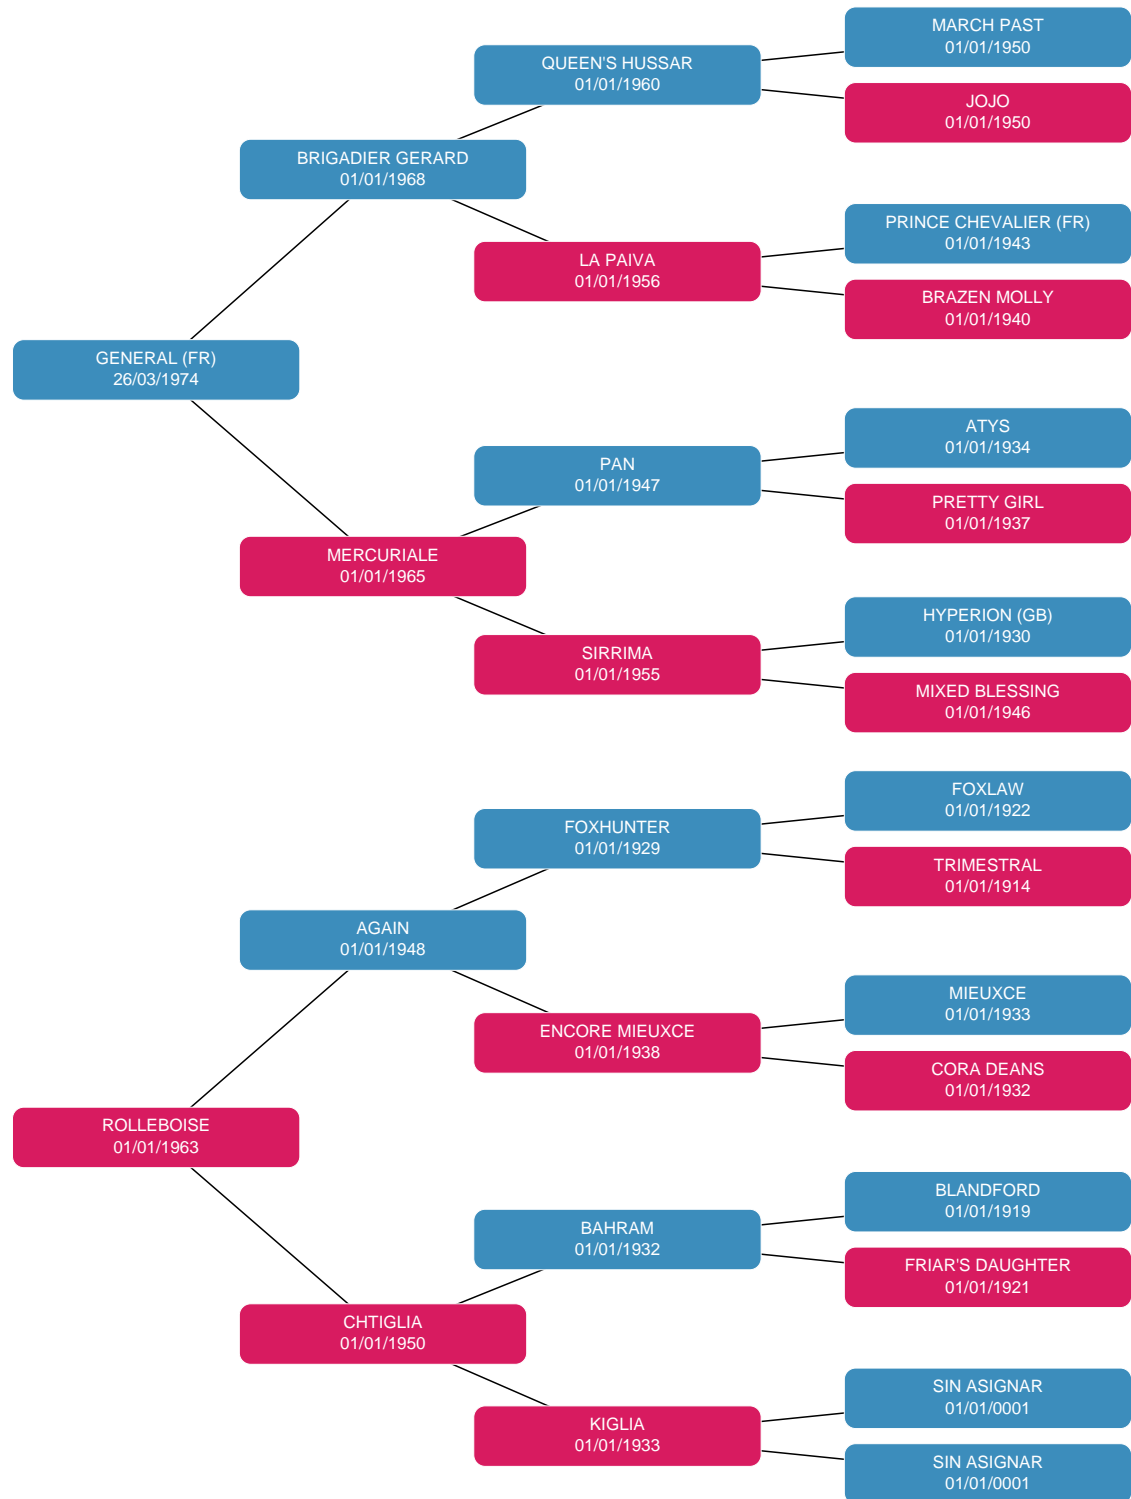 MARCH PAST
01/01/1950
QUEEN'S HUSSAR
01/01/1960
JOJO
01/01/1950
BRIGADIER GERARD
01/01/1968
PRINCE CHEVALIER (FR)
01/01/1943
LA PAIVA
01/01/1956
BRAZEN MOLLY
01/01/1940
GENERAL (FR)
26/03/1974
ATYS
01/01/1934
PAN
01/01/1947
PRETTY GIRL
01/01/1937
MERCURIALE
01/01/1965
HYPERION (GB)
01/01/1930
SIRRIMA
01/01/1955
MIXED BLESSING
01/01/1946
FOXLAW
01/01/1922
FOXHUNTER
01/01/1929
TRIMESTRAL
01/01/1914
AGAIN
01/01/1948
MIEUXCE
01/01/1933
ENCORE MIEUXCE
01/01/1938
CORA DEANS
01/01/1932
ROLLEBOISE
01/01/1963
BLANDFORD
01/01/1919
BAHRAM
01/01/1932
FRIAR'S DAUGHTER
01/01/1921
CHTIGLIA
01/01/1950
SIN ASIGNAR
01/01/0001
KIGLIA
01/01/1933
SIN ASIGNAR
01/01/0001